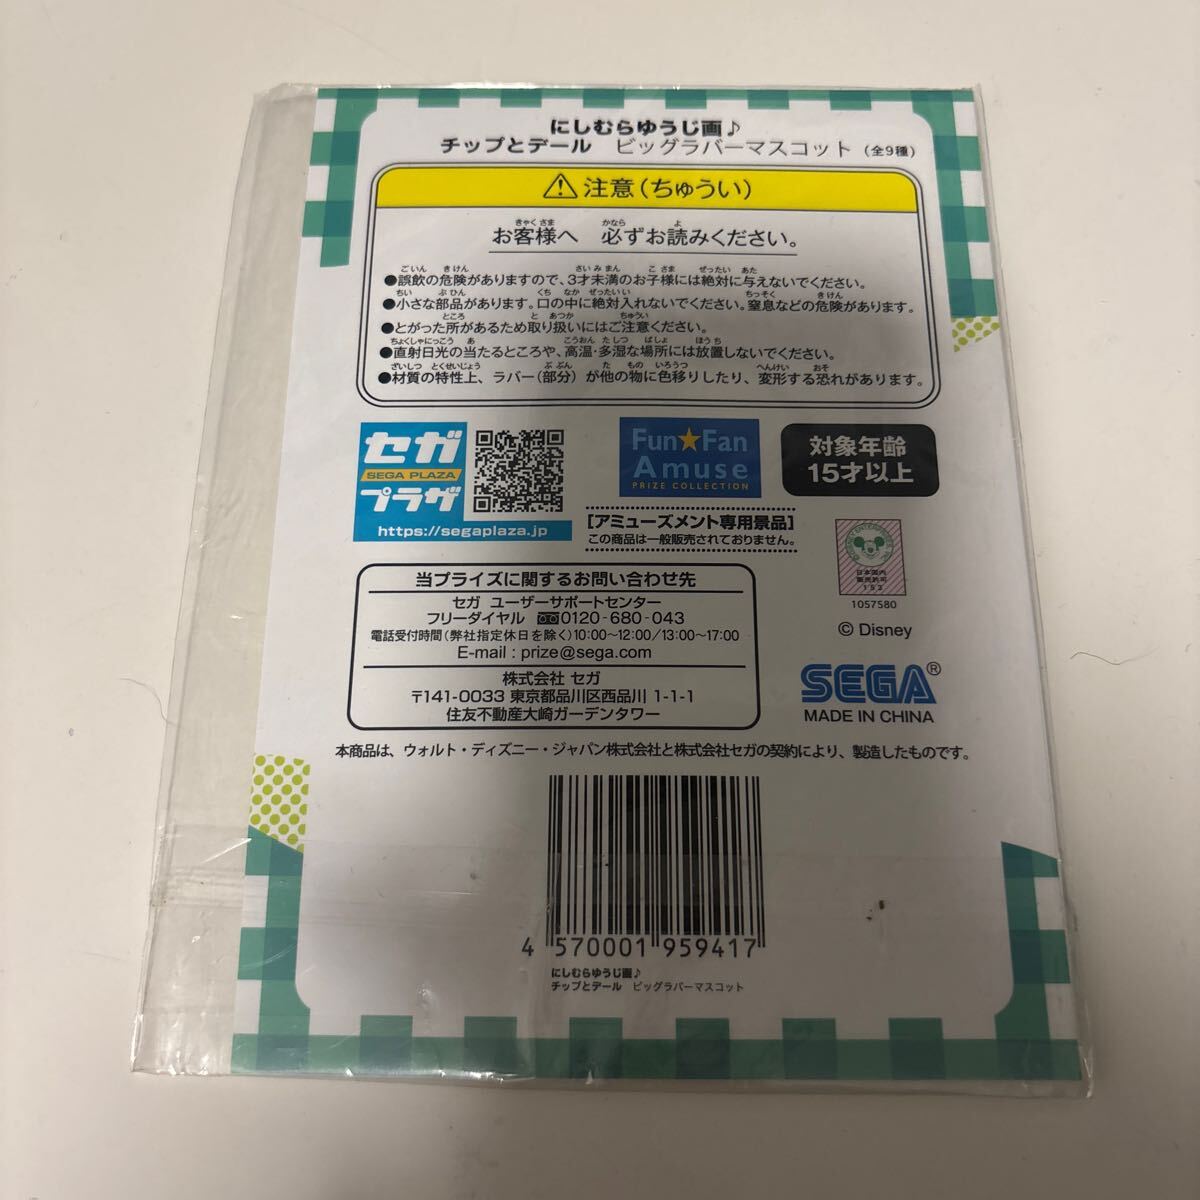 にしむらゆうじ画♪
チップとデール ビッグラバーマスコット (全9種)
⚠注意(ちゅうい)
お客様へ 必ずお読みください。
●誤飲の危険がありますので、3才未満のお子様には絶対に与えないでください。
●小さな部品があります。口の中に絶対入れないでください。窒息などの危険があります。
●とがった所があるため取り扱いにはご注意ください。
●直射日光の当たるところや、高温・多湿な場所には放置しないでください。
●材質の特性上、ラバー(部分)が他の物に色移りしたり、変形する恐れがあります。
セガ
SEGA PLAZA
プラザ
https://segaplaza.jp
Fun★Fan
Amuse
PRIZE COLLECTION
対象年齢
15才以上
[アミューズメント専用景品]
この商品は一般販売されておりません。
日本国内
販売許可
152
1057580
© Disney
当プライズに関するお問い合わせ先
セガ ユーザーサポートセンター
フリーダイヤル 0120-680-043
電話受付時間(弊社指定休日を除く)10:00~12:00/13:00~17:00
E-mail : prize@sega.com
株式会社 セガ
〒141-0033 東京都品川区西品川 1-1-1
住友不動産大崎ガーデンタワー
SEGA®
MADE IN CHINA
本商品は、ウォルト・ディズニー・ジャパン株式会社と株式会社セガの契約により、製造したものです。
4 570001 959417
にしむらゆうじ画♪
チップとデール ビッグラバーマスコット